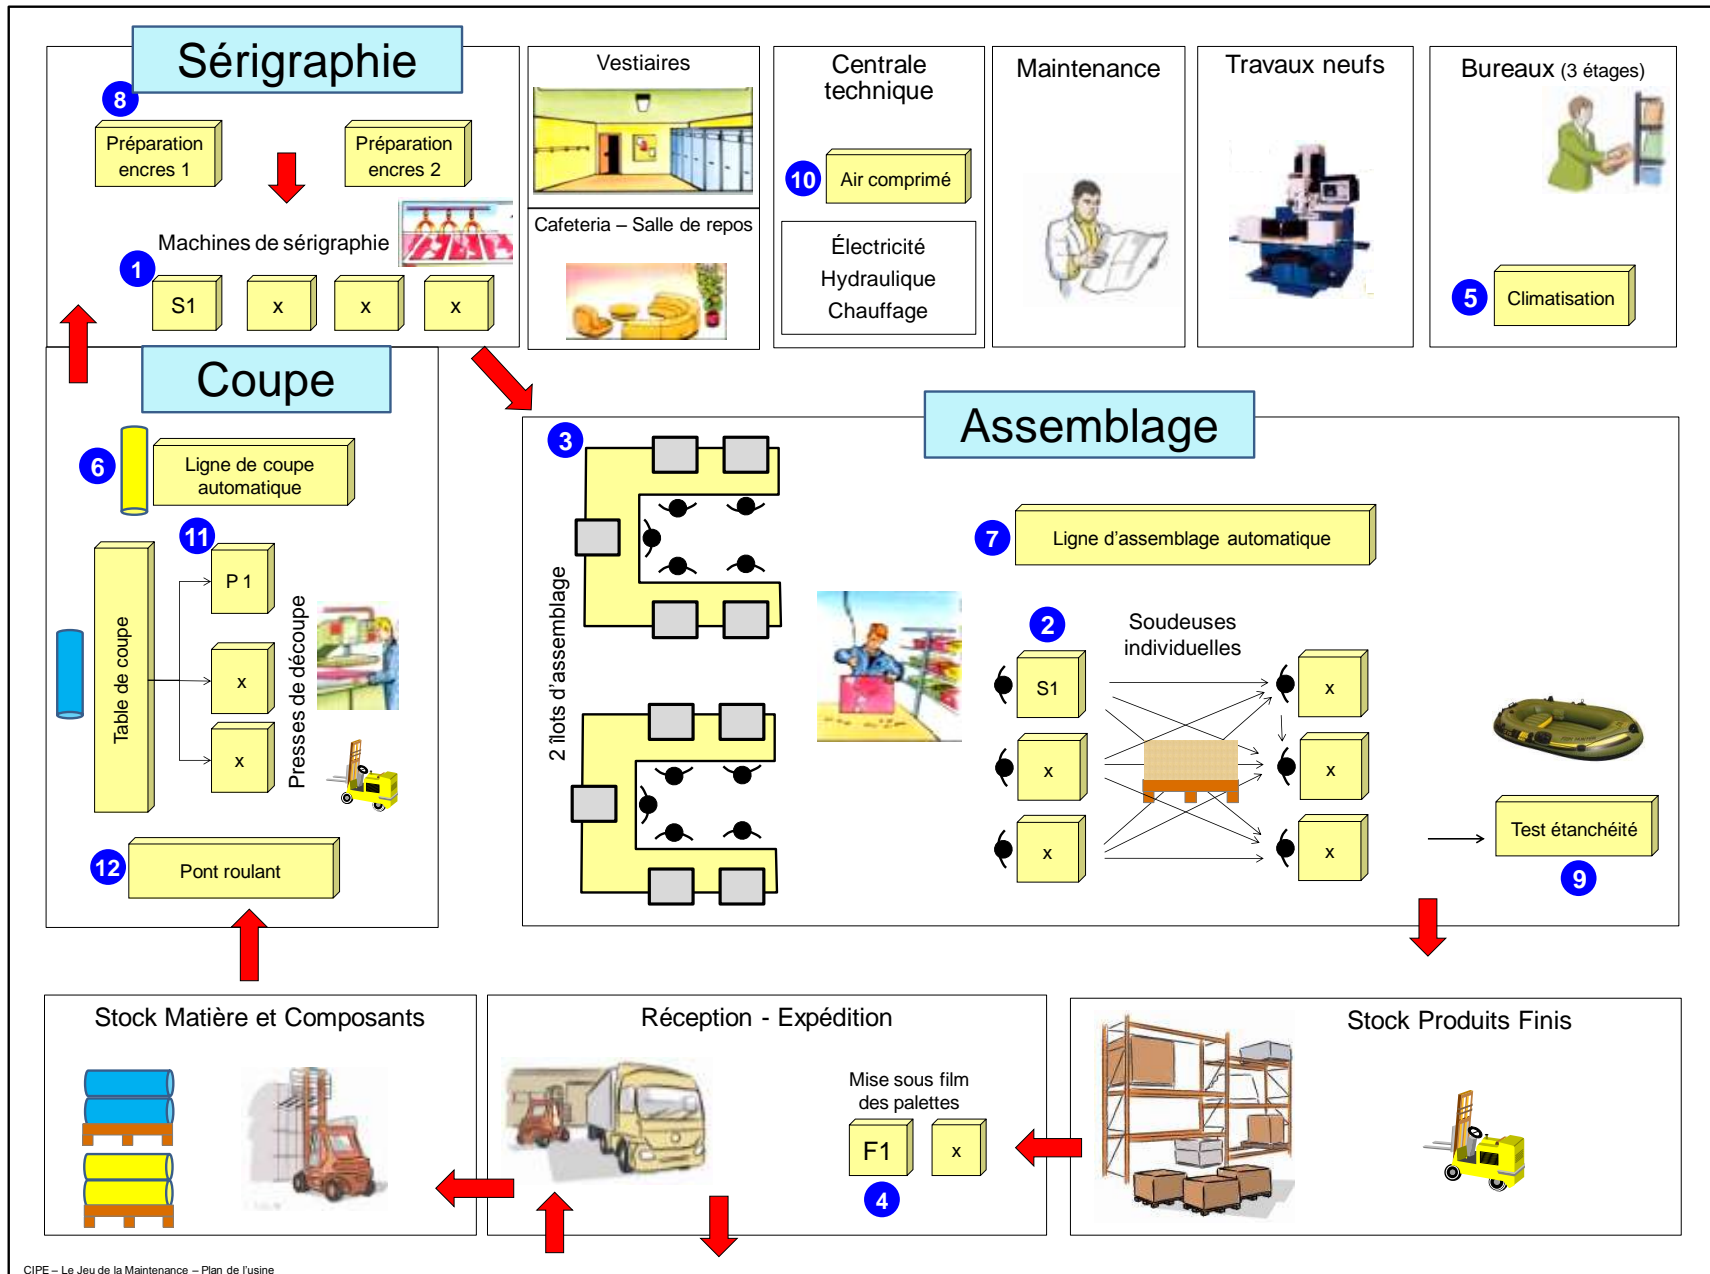 Sérigraphie
8
Préparation
encres 1
Préparation
encres 2
Machines de sérigraphie
1
S1
x
x
x
Vestiaires
Cafeteria – Salle de repos
Centrale
technique
10
Air comprimé
Électricité
Hydraulique
Chauffage
Maintenance
Travaux neufs
Bureaux (3 étages)
5
Climatisation
Coupe
6
Ligne de coupe
automatique
11
Table de coupe
P 1
x
x
Presses de découpe
12
Pont roulant
Assemblage
3
2 îlots d'assemblage
7
Ligne d'assemblage automatique
2
Soudeuses
individuelles
S1
x
x
x
x
x
Test étanchéité
9
Stock Matière et Composants
Réception - Expédition
Mise sous film
des palettes
F1
x
4
Stock Produits Finis
CIPE – Le Jeu de la Maintenance – Plan de l'usine